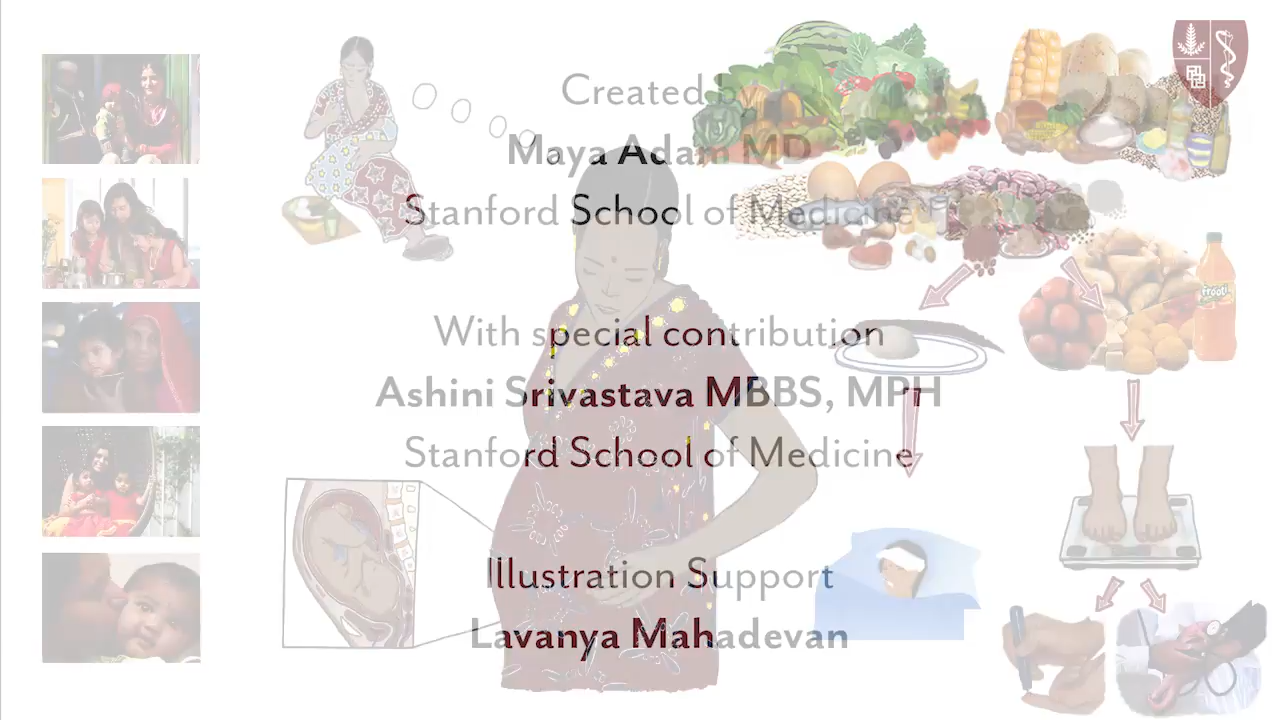 Created by
Maya Adam MD
Stanford School of Medicine
With special contribution
Ashini Srivastava MBBS, MPH
Stanford School of Medicine
Illustration Support
Lavanya Mahadevan
Frooti